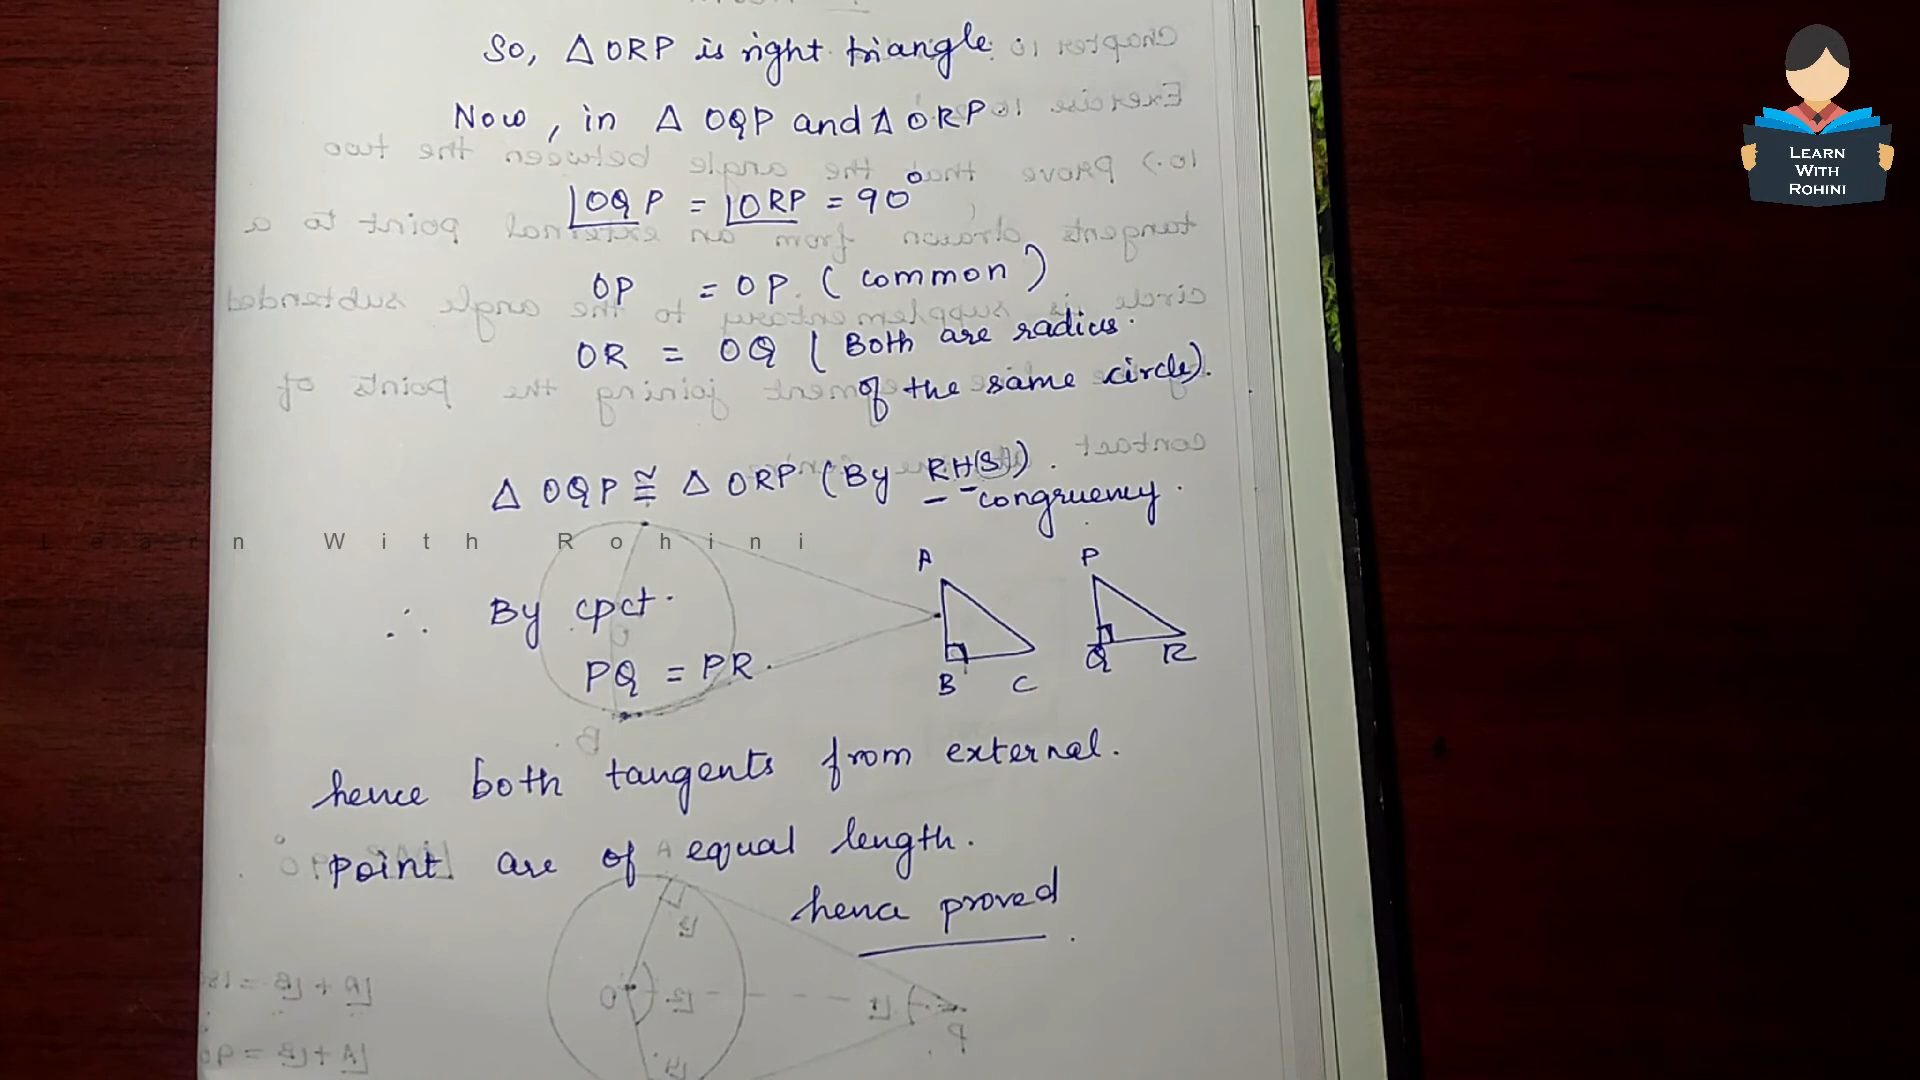 So, △ ORP is right triangle.
Now, in △ OQP and △ ORP
∠OQP = ∠ORP = 90°
OP = OP. (common)
OR = OQ (Both are radius.
of the same circle).
△ OQP ≅ △ ORP (By RH(S)).
congruency.
Learn With Rohini
∴ By cpct.
PQ = PR.
A
B C
P
Q R
hence both tangents from external.
point are of equal length.
hence proved.
LEARN
WITH
ROHINI